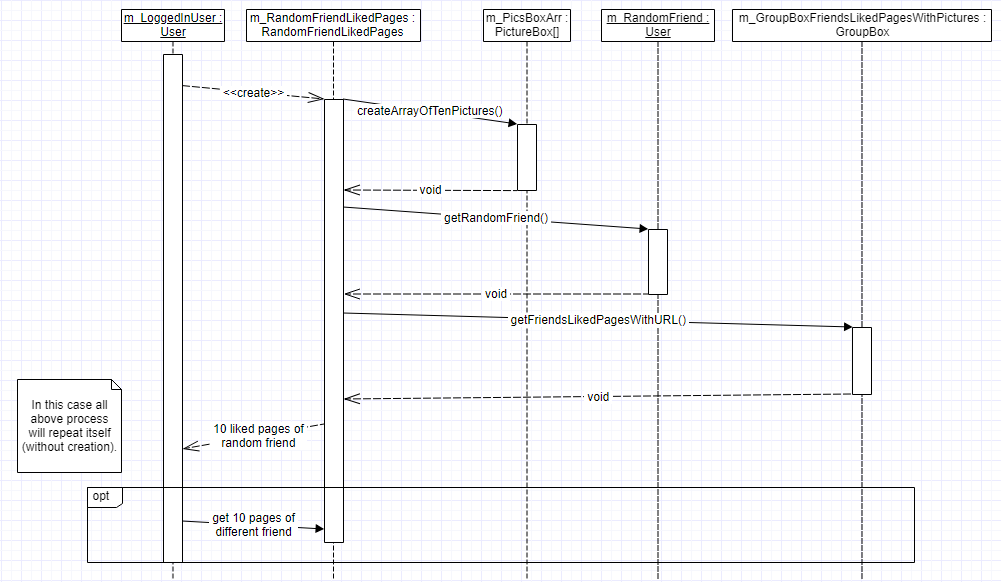 m_LoggedInUser :
User
m_RandomFriendLikedPages :
RandomFriendLikedPages
m_PicsBoxArr :
PictureBox[]
m_RandomFriend :
User
m_GroupBoxFriendsLikedPagesWithPictures :
GroupBox
<<create>>
createArrayOfTenPictures()
void
getRandomFriend()
void
getFriendsLikedPagesWithURL()
void
In this case all
above process
will repeat itself
(without creation).
10 liked pages of
random friend
opt
get 10 pages of
different friend